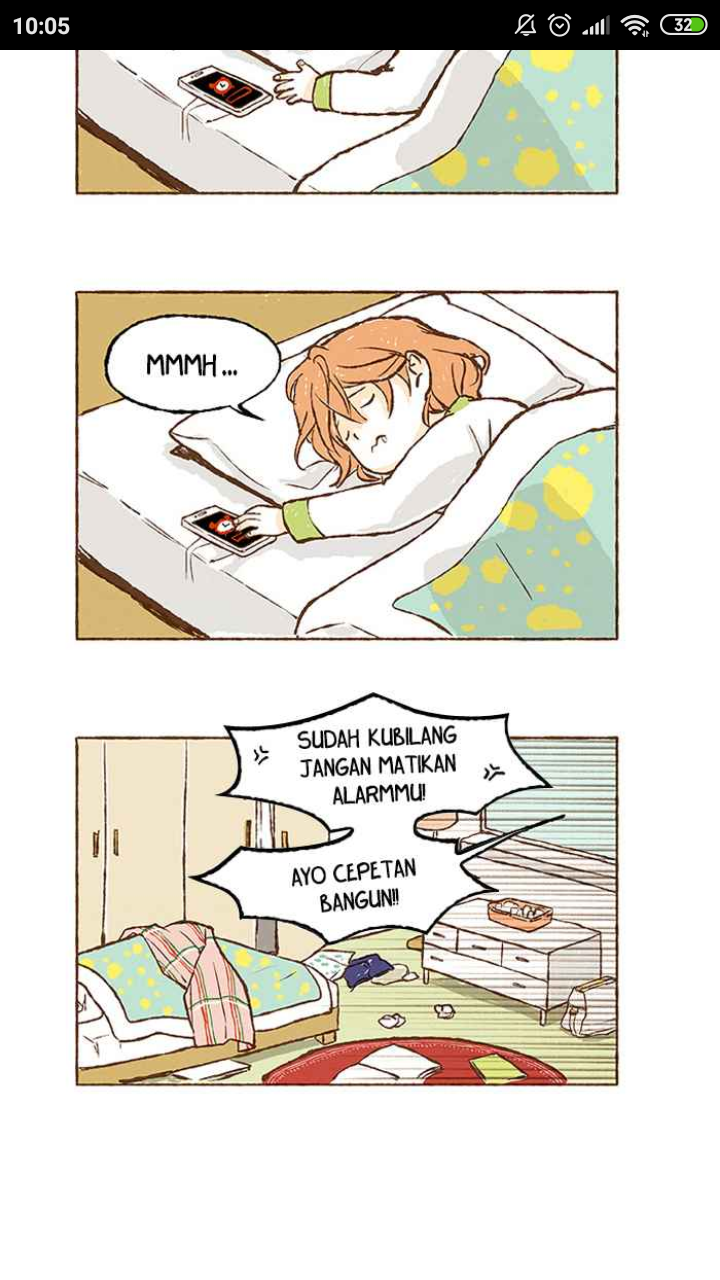 10:05
32
MMMH...
SUDAH KUBILANG
JANGAN MATIKAN
ALARMMU!
AYO CEPETAN
BANGUN!!